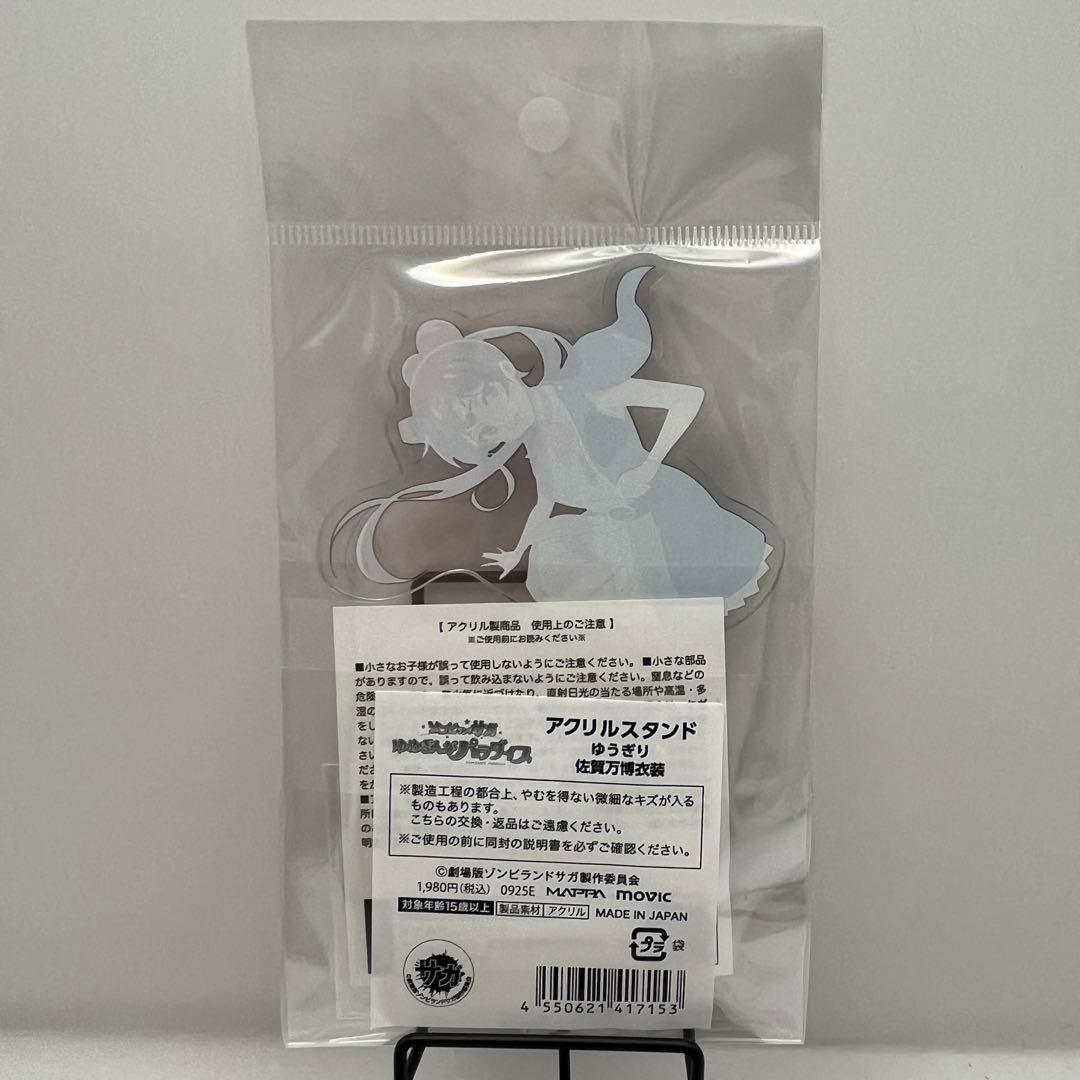 【 アクリル製商品 使用上のご注意 】
※ご使用前にお読みください※
■小さなお子様が誤って使用しないようにご注意ください。 ■小さな部品
がありますので、誤って飲み込まないようにご注意ください。窒息などの
危険
直射日光の当たる場所や高温・多
湿の
ゾンビランドサガ
ゆめぎんがパラダイス
アクリルスタンド
ゆうぎり
佐賀万博衣装
※製造工程の都合上、やむを得ない微細なキズが入る
ものもあります。
こちらの交換・返品はご遠慮ください。
※ご使用の前に同封の説明書を必ずご確認ください。
©劇場版ゾンビランドサガ製作委員会
1,980円(税込) 0925E MAPPA movic
対象年齢15歳以上 製品素材 アクリル MADE IN JAPAN
プラ 袋
サガ
4 550621 417153